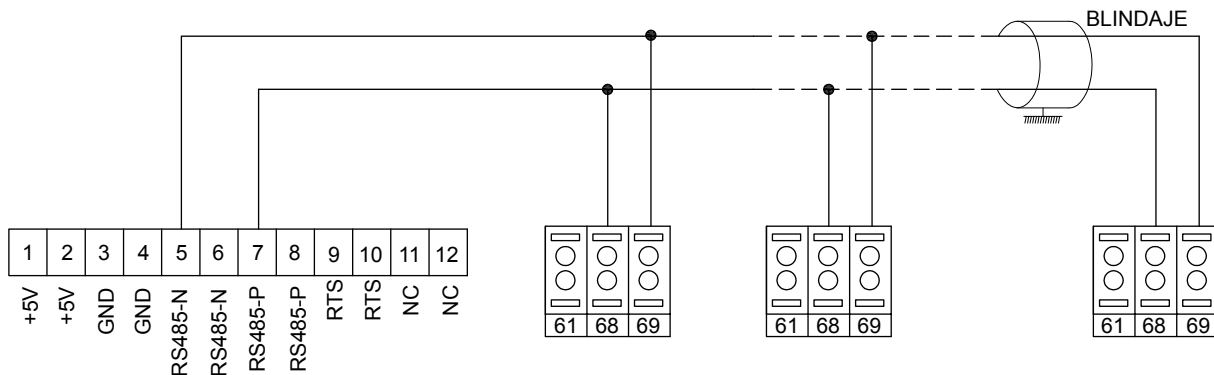 BLINDAJE
1 2 3 4 5 6 7 8 9 10 11 12
+5V
+5V
GND
GND
RS485-N
RS485-N
RS485-P
RS485-P
RTS
RTS
NC
NC
61 68 69
61 68 69
61 68 69